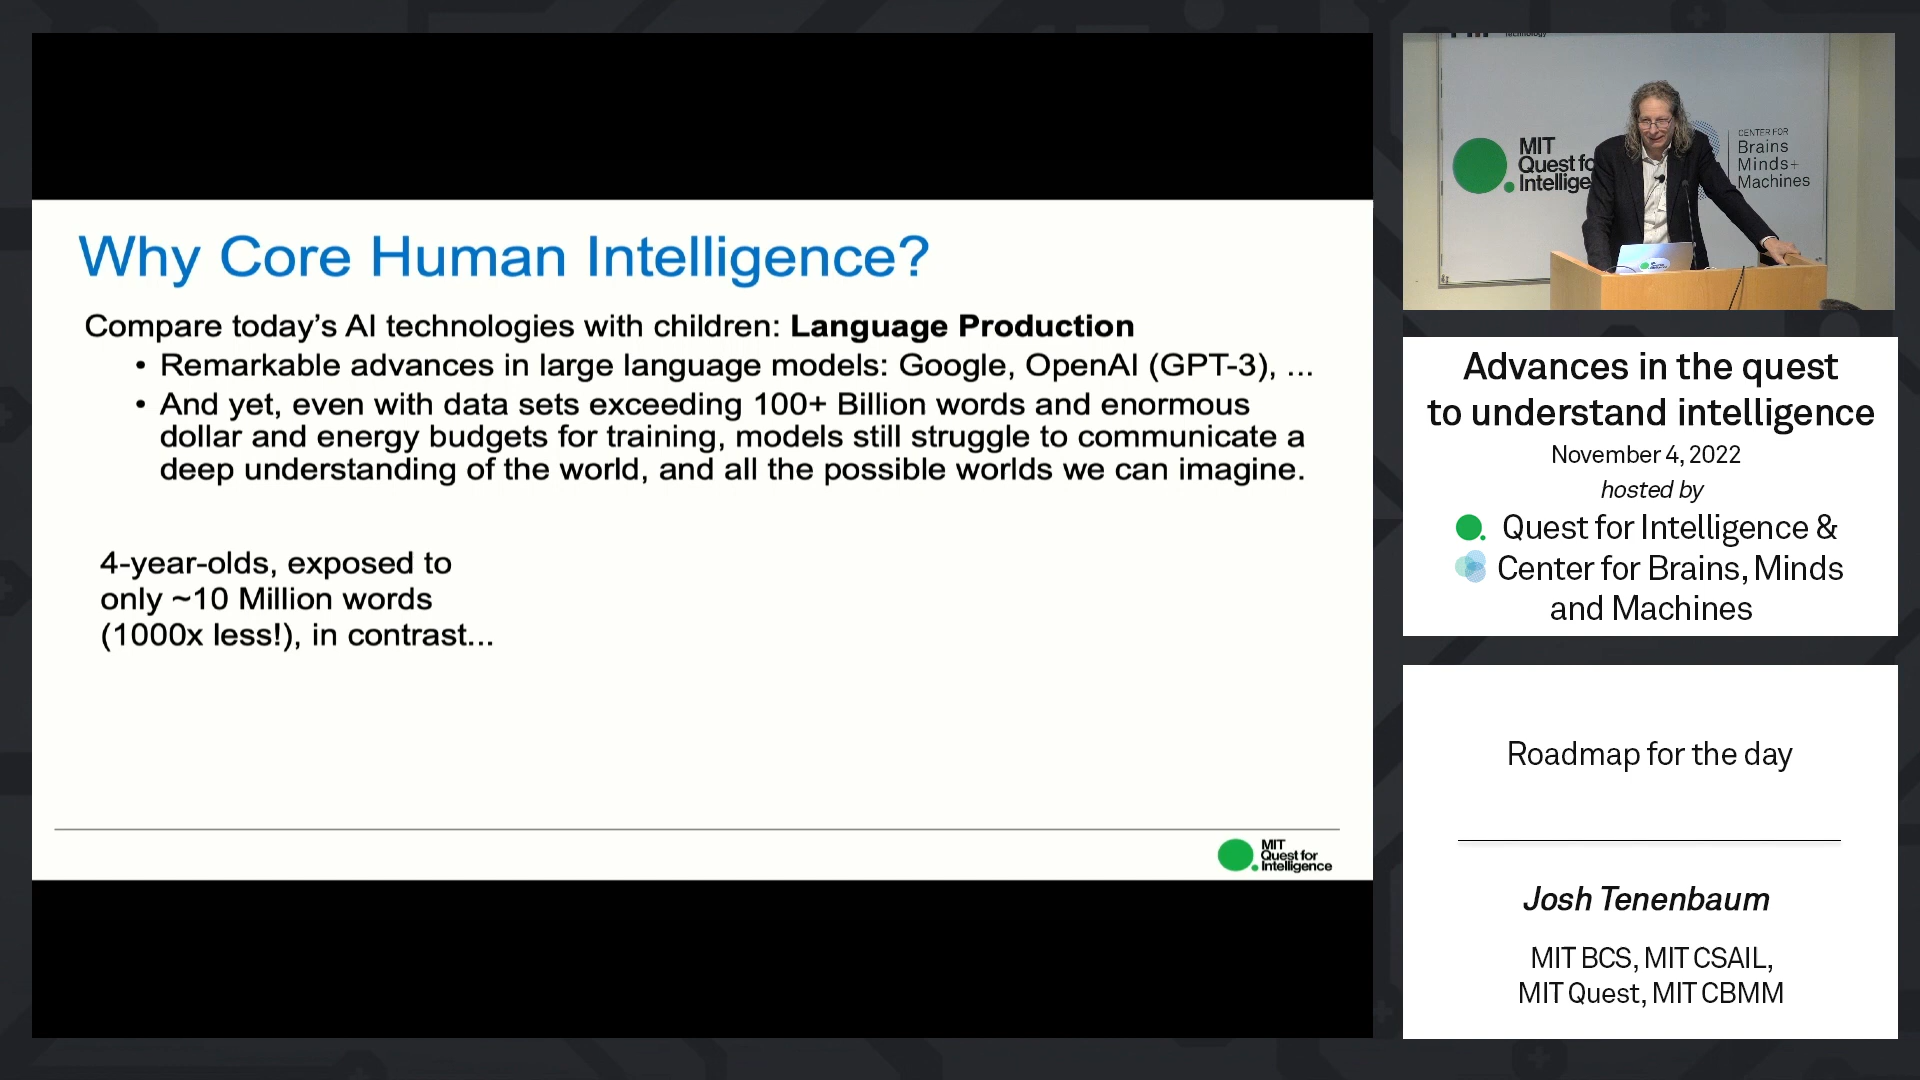 Why Core Human Intelligence?
Compare today's AI technologies with children: Language Production
• Remarkable advances in large language models: Google, OpenAI (GPT-3), ...
• And yet, even with data sets exceeding 100+ Billion words and enormous
dollar and energy budgets for training, models still struggle to communicate a
deep understanding of the world, and all the possible worlds we can imagine.
4-year-olds, exposed to
only ~10 Million words
(1000x less!), in contrast...
MIT
Quest for
Intelligence
MIT
Quest fo
Intellige
CENTER FOR
Brains
Minds+
Machines
Advances in the quest
to understand intelligence
November 4, 2022
hosted by
Quest for Intelligence &
Center for Brains, Minds
and Machines
Roadmap for the day
Josh Tenenbaum
MIT BCS, MIT CSAIL,
MIT Quest, MIT CBMM